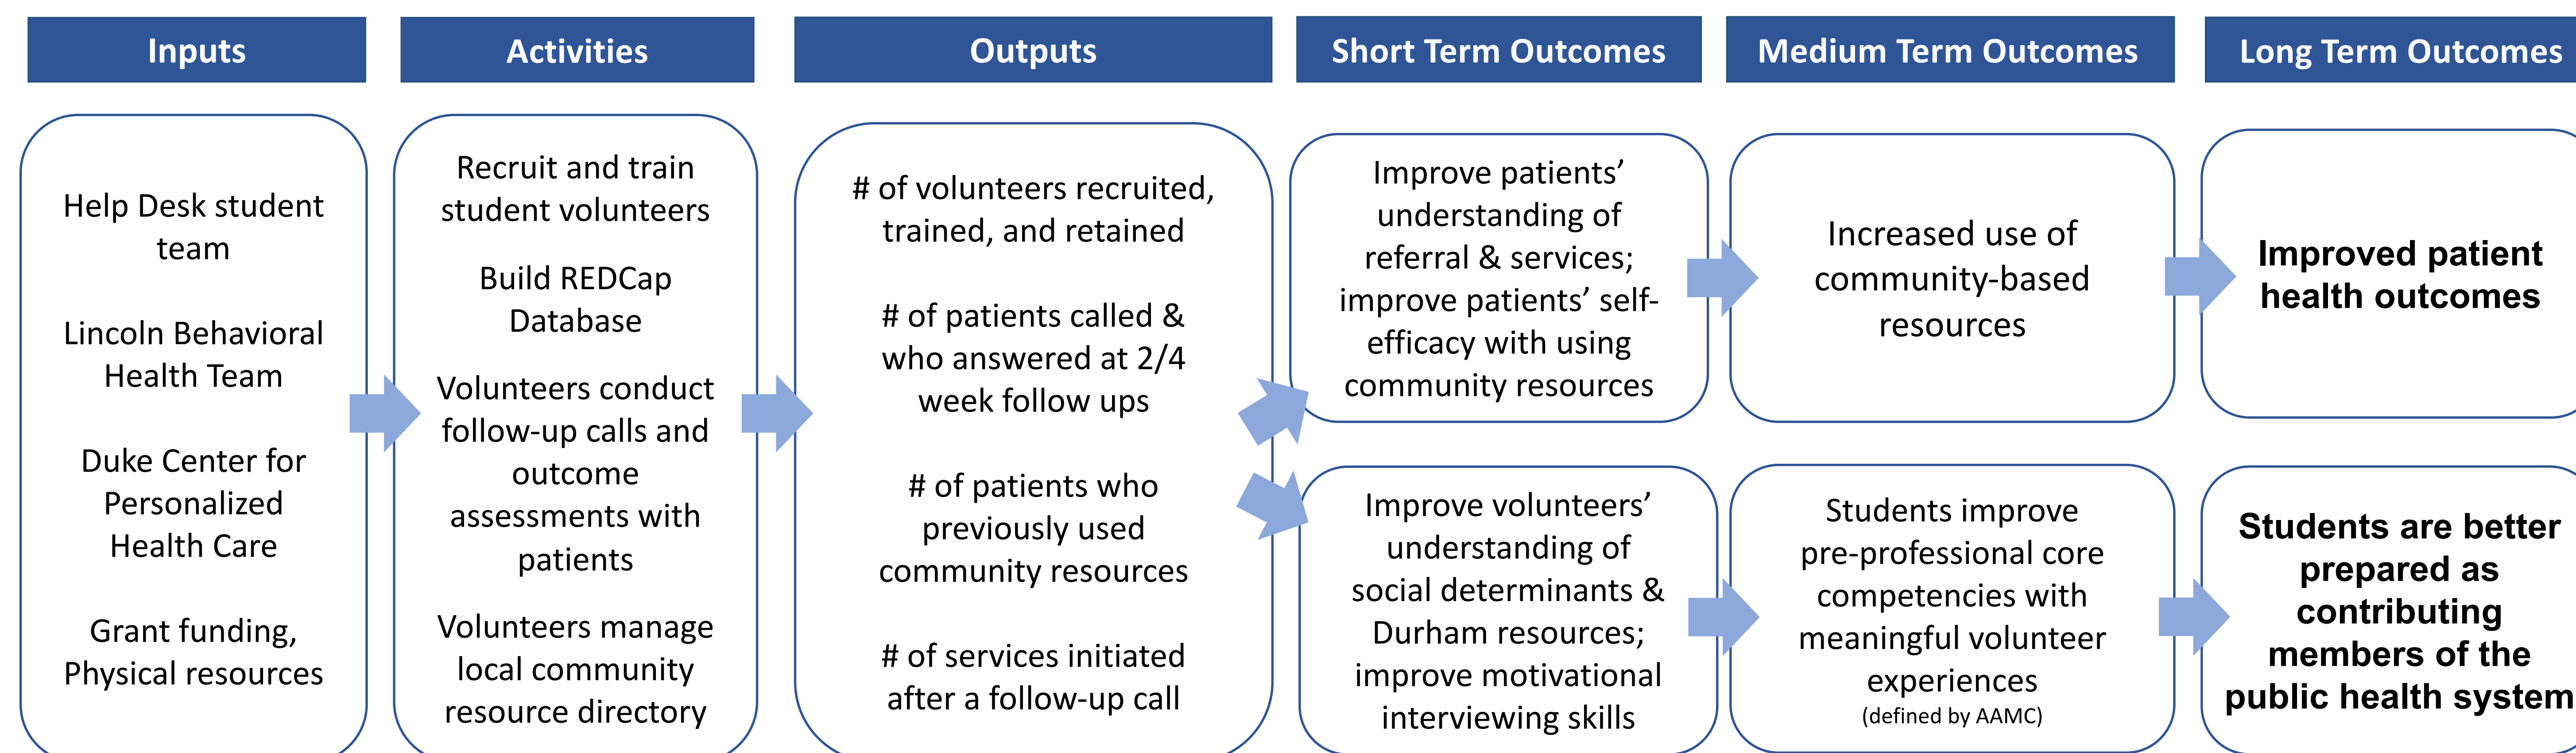 Inputs
Activities
Outputs
Short Term Outcomes
Medium Term Outcomes
Long Term Outcomes
Help Desk student
team
Lincoln Behavioral
Health Team
Duke Center for
Personalized
Health Care
Grant funding,
Physical resources
Recruit and train
student volunteers
Build REDCap
Database
Volunteers conduct
follow-up calls and
outcome
assessments with
patients
Volunteers manage
local community
resource directory
# of volunteers recruited,
trained, and retained
# of patients called &
who answered at 2/4
week follow ups
# of patients who
previously used
community resources
# of services initiated
after a follow-up call
Improve patients’
understanding of
referral & services;
improve patients’ self-
efficacy with using
community resources
Increased use of
community-based
resources
Improved patient
health outcomes
Improve volunteers’
understanding of
social determinants &
Durham resources;
improve motivational
interviewing skills
Students improve
pre-professional core
competencies with
meaningful volunteer
experiences
(defined by AAMC)
Students are better
prepared as
contributing
members of the
public health system